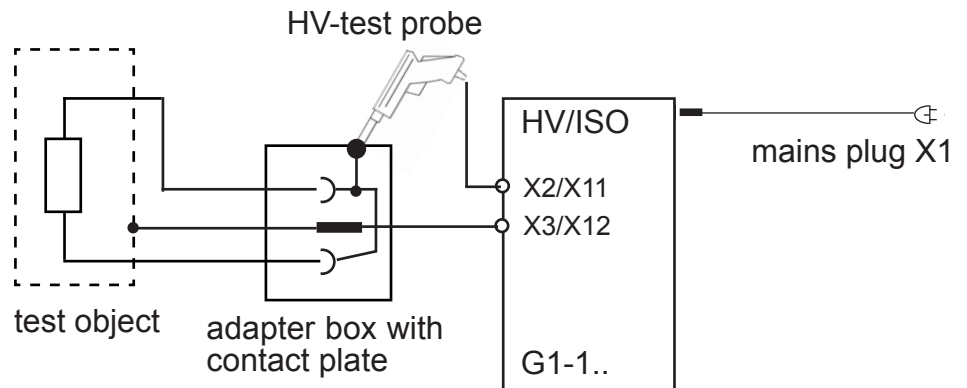 HV-test probe
HV/ISO
mains plug X1
X2/X11
X3/X12
test object
adapter box with
contact plate
G1-1..